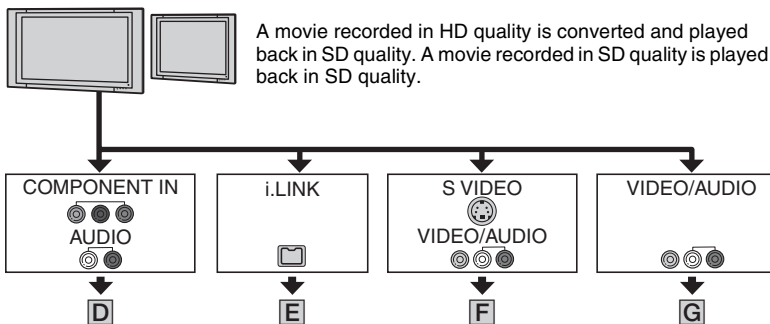 A movie recorded in HD quality is converted and played
back in SD quality. A movie recorded in SD quality is played
back in SD quality.
COMPONENT IN
AUDIO
i.LINK
S VIDEO
VIDEO/AUDIO
VIDEO/AUDIO
D
E
F
G